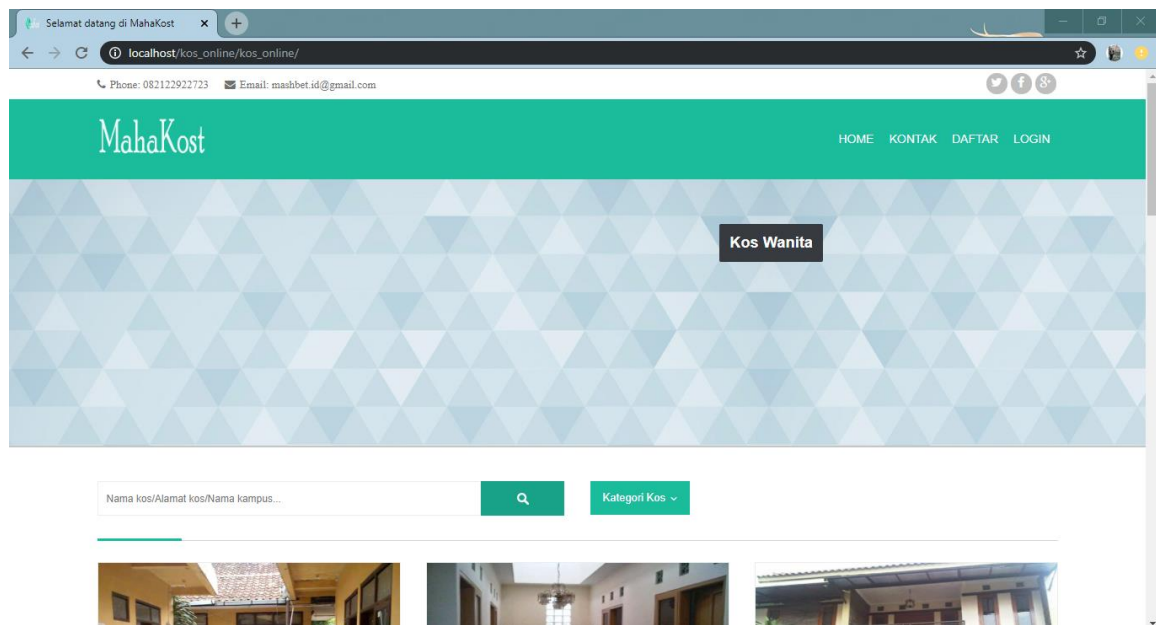 Selamat datang di MahaKost
localhost/kos_online/kos_online/
Phone: 082122922723 Email: mashbet.id@gmail.com
MahaKost
HOME KONTAK DAFTAR LOGIN
Kos Wanita
Nama kos/Alamat kos/Nama kampus...
Kategori Kos